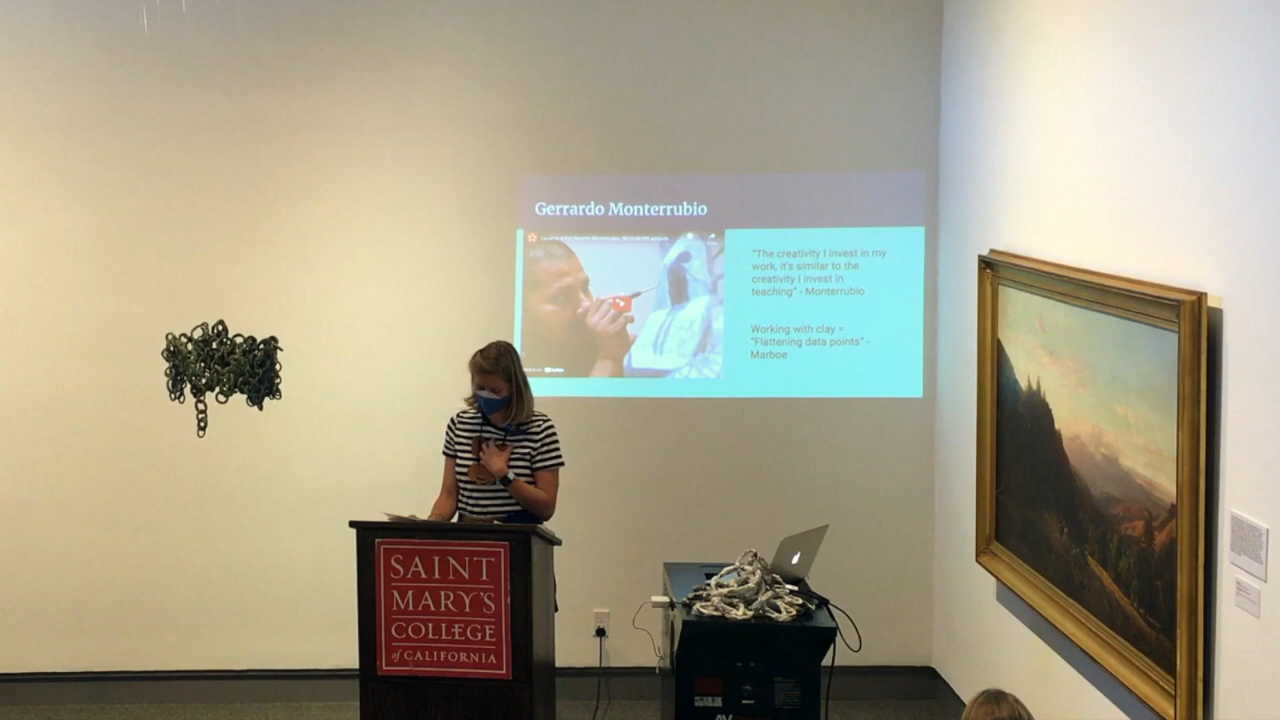 Gerrardo Monterrubio
"The creativity I invest in my
work, it's similar to the
creativity I invest in
teaching" - Monterrubio
Working with clay =
"Flattening data points" -
Marboe
SAINT
MARY'S
COLLEGE
of CALIFORNIA
AV